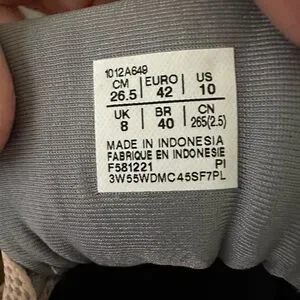 1012A649
CM EURO US
26.5 42 10
UK BR CN
8 40 265(2.5)
MADE IN INDONESIA
FABRIQUE EN INDONESIE
F581221 PI
3W55WDMC45SF7PL